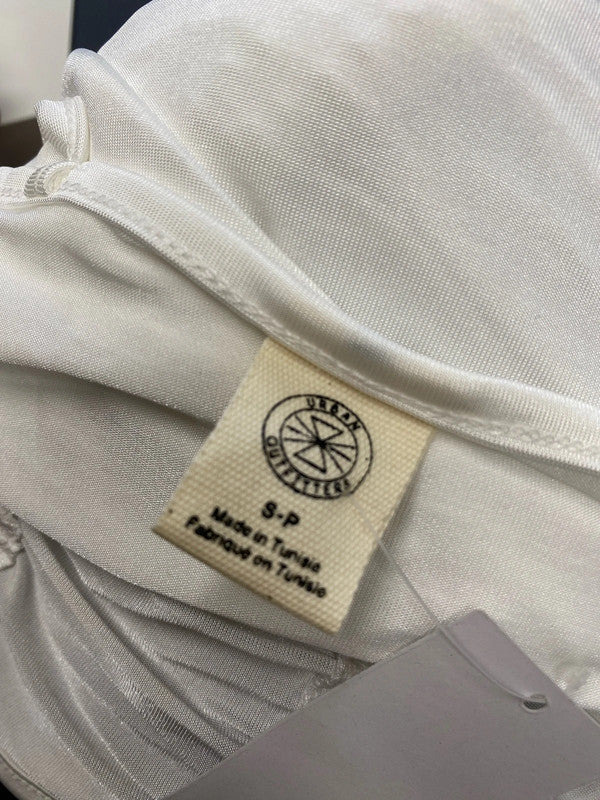 URBAN
OUTFITTERS
S-P
Made in Tunisia
Fabriqué en Tunisie